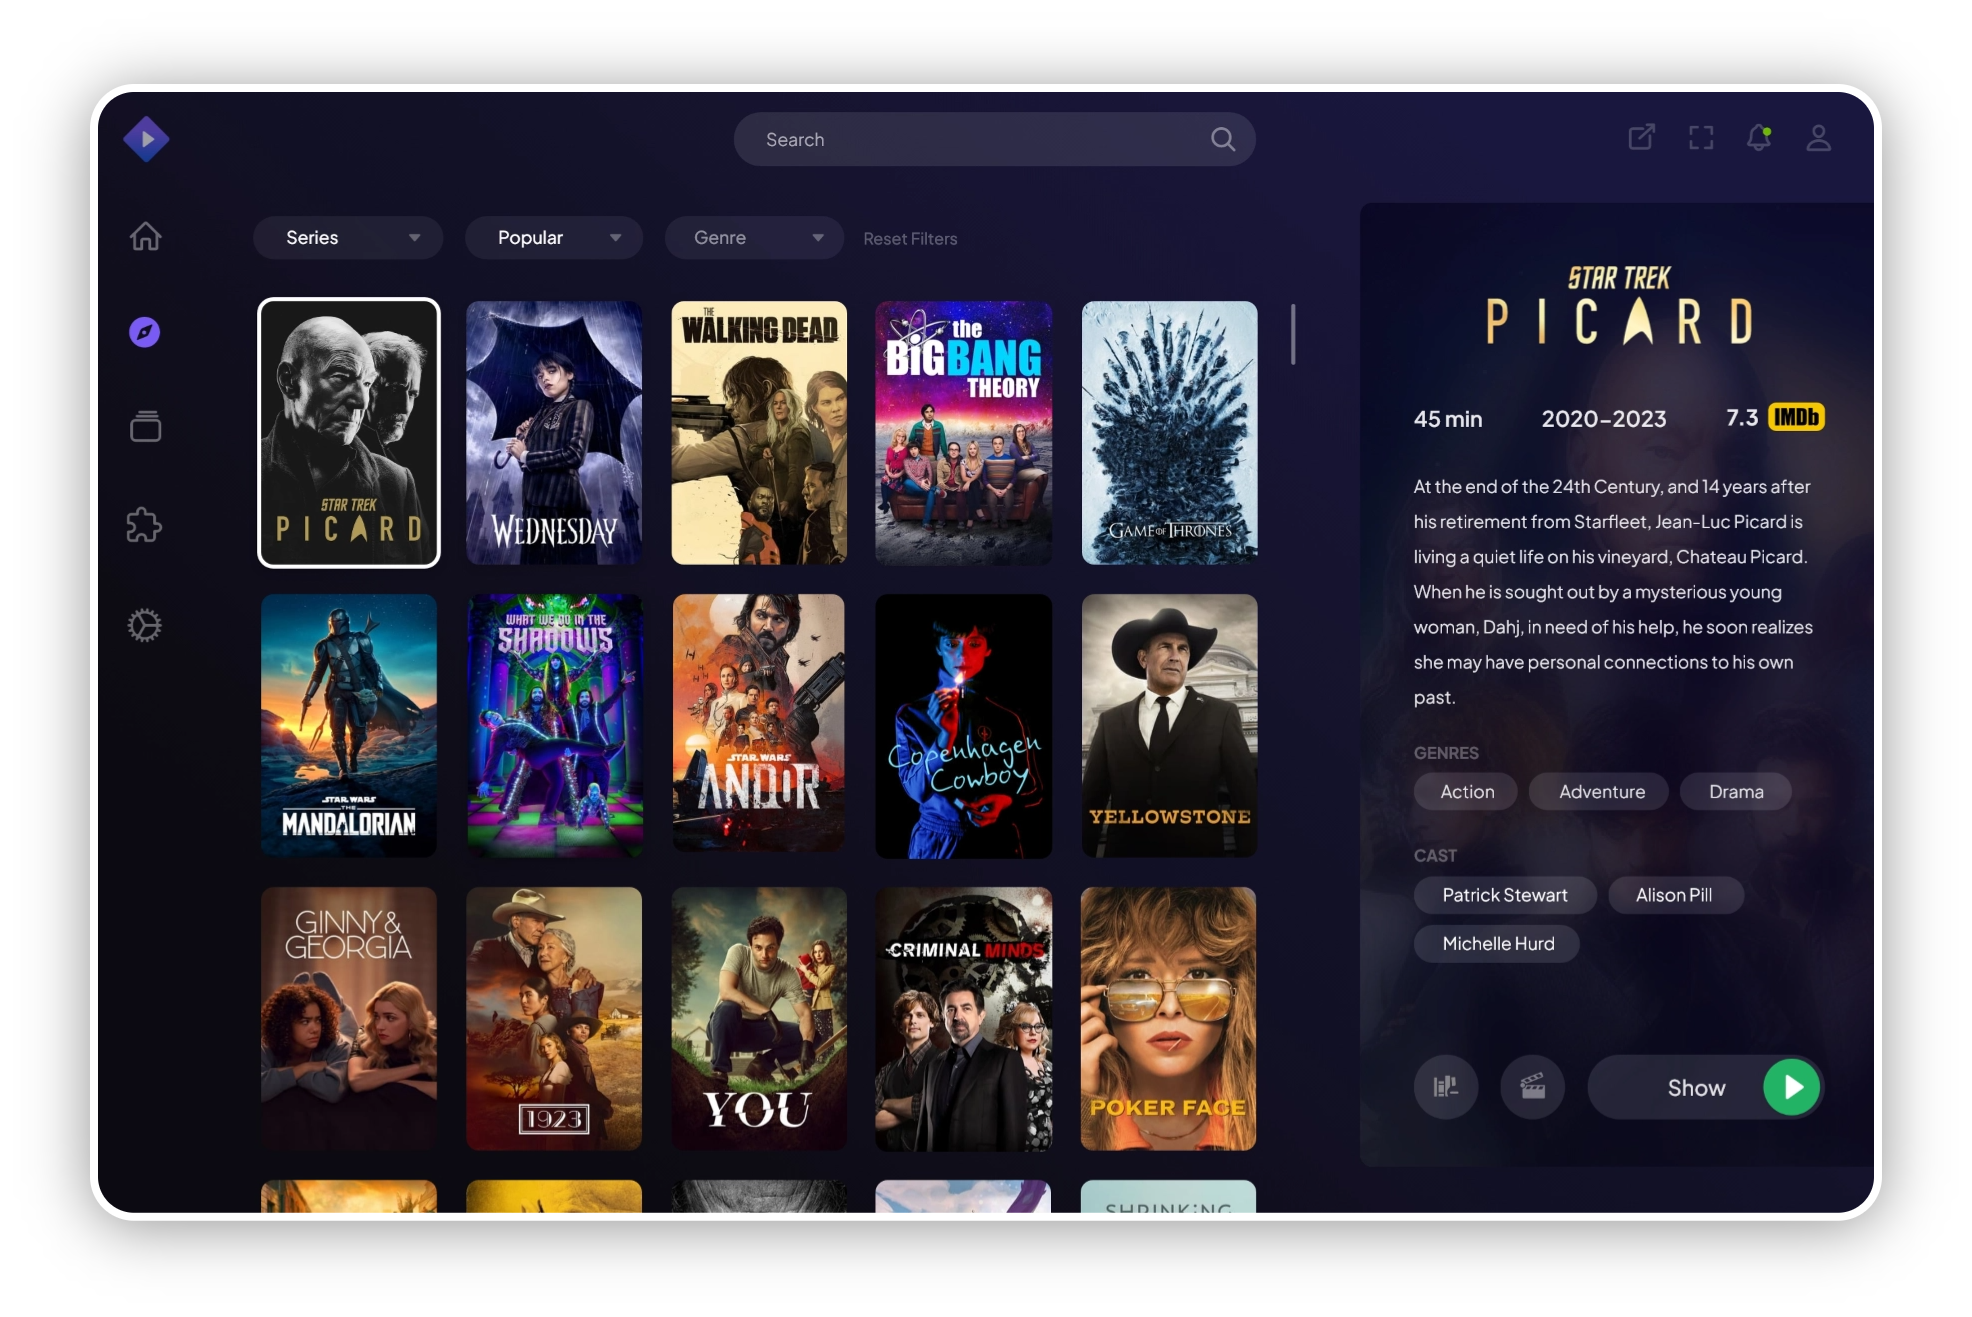 Search
Series
Popular
Genre
Reset Filters
STAR TREK
PICARD
WEDNESDAY
THE
WALKING DEAD
the
BIG BANG
THEORY
GAME OF THRONES
STAR WARS
THE
MANDALORIAN
WHAT WE DO IN THE
SHADOWS
STAR WARS
ANDOR
Copenhagen
Cowboy
YELLOWSTONE
GINNY &
GEORGIA
1923
YOU
CRIMINAL MINDS
POKER FACE
SHRINKING
STAR TREK
PICARD
45 min
2020–2023
7.3 IMDb
At the end of the 24th Century, and 14 years after
his retirement from Starfleet, Jean-Luc Picard is
living a quiet life on his vineyard, Chateau Picard.
When he is sought out by a mysterious young
woman, Dahj, in need of his help, he soon realizes
she may have personal connections to his own
past.
GENRES
Action
Adventure
Drama
CAST
Patrick Stewart
Alison Pill
Michelle Hurd
Show